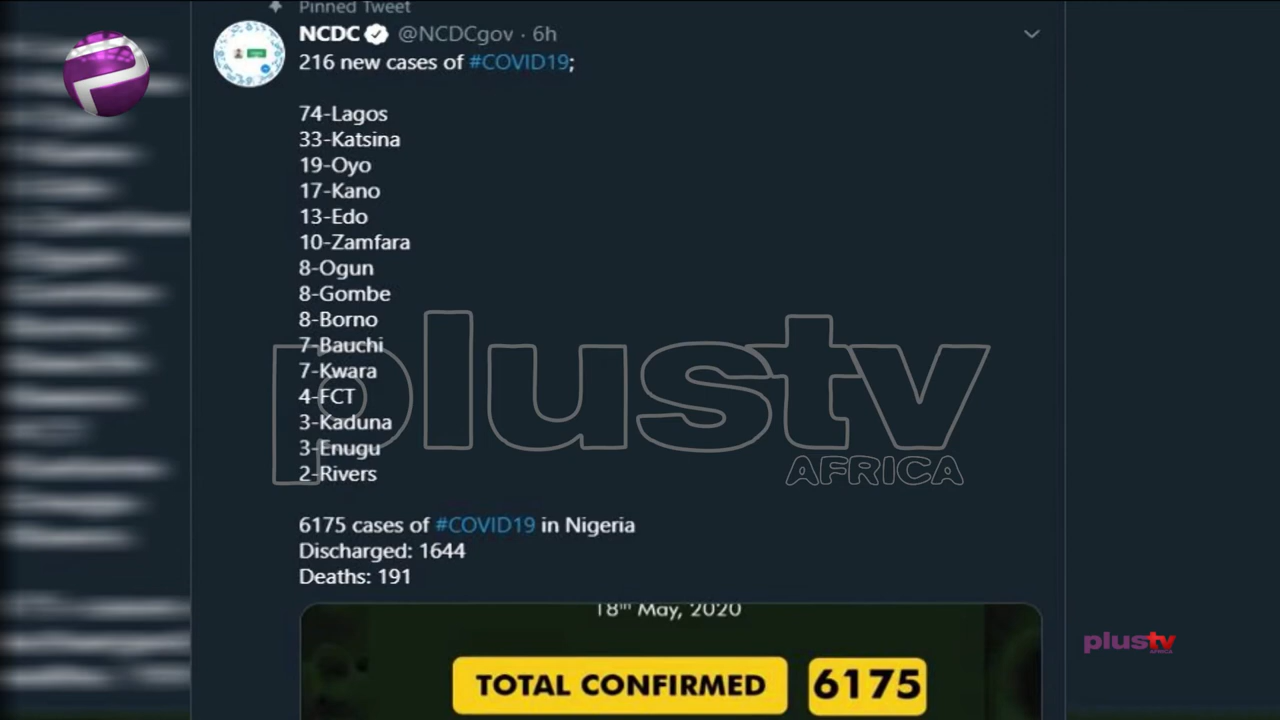 Pinned Tweet
NCDC @NCDCgov · 6h
216 new cases of #COVID19;
74-Lagos
33-Katsina
19-Oyo
17-Kano
13-Edo
10-Zamfara
8-Ogun
8-Gombe
8-Borno
7-Bauchi
7-Kwara
4-FCT
3-Kaduna
3-Enugu
2-Rivers
plustv
AFRICA
6175 cases of #COVID19 in Nigeria
Discharged: 1644
Deaths: 191
18th May, 2020
TOTAL CONFIRMED 6175
plustv
AFRICA